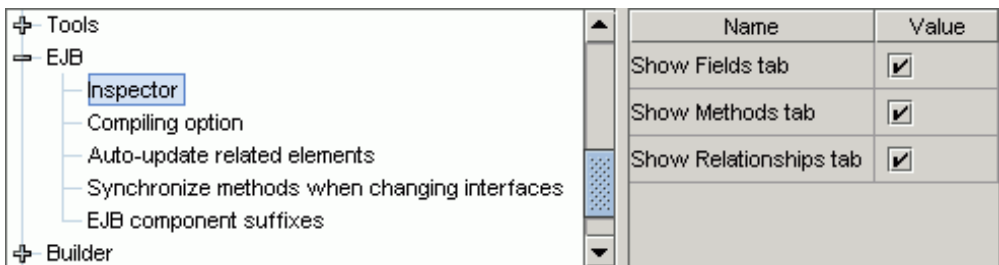 Tools
EJB
Inspector
Compiling option
Auto-update related elements
Synchronize methods when changing interfaces
EJB component suffixes
Builder
Name Value
Show Fields tab
Show Methods tab
Show Relationships tab